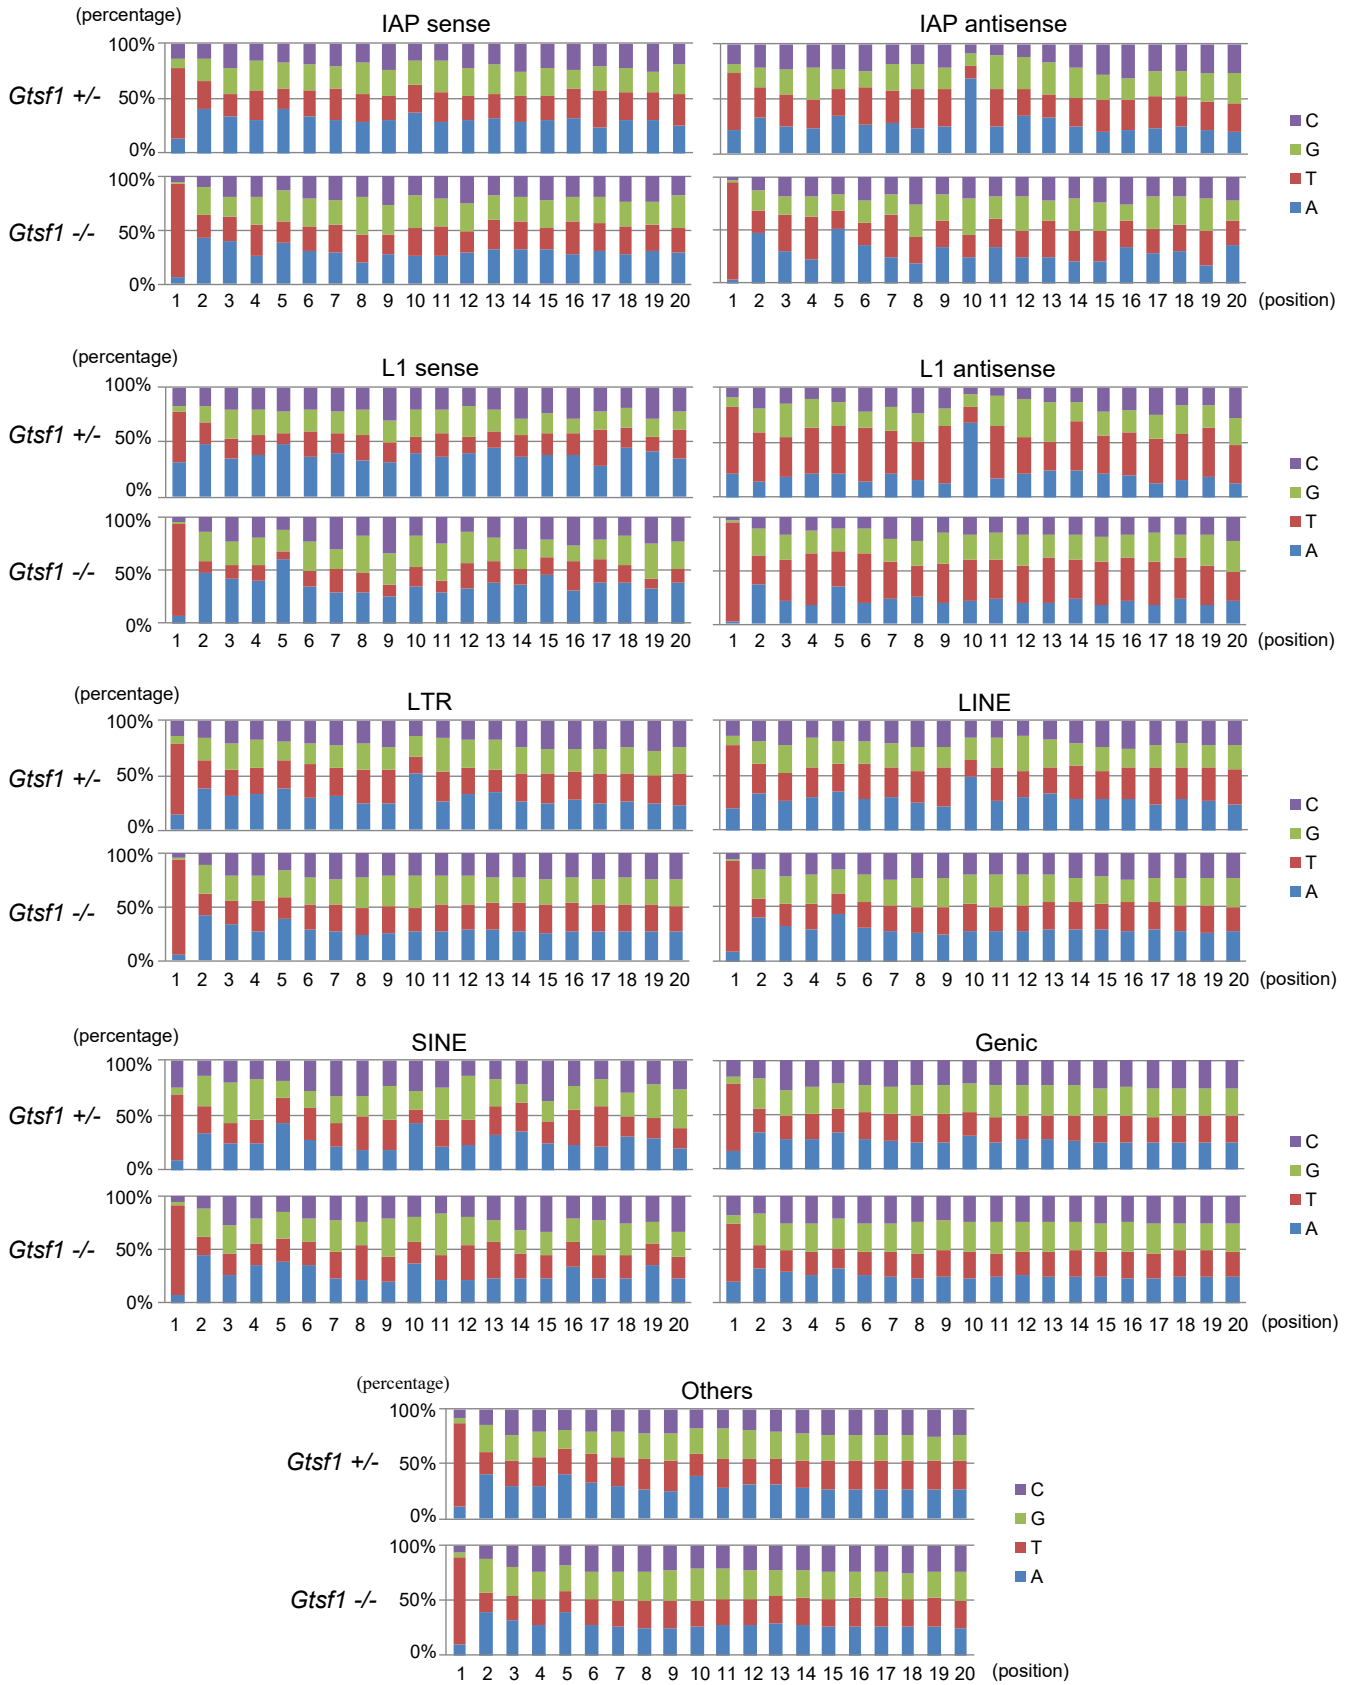 (percentage)
IAP sense
IAP antisense
100%
Gtsf1 +/-
50%
0%
C
G
T
A
100%
Gtsf1 -/-
50%
0%
1 2 3 4 5 6 7 8 9 10 11 12 13 14 15 16 17 18 19 20
1 2 3 4 5 6 7 8 9 10 11 12 13 14 15 16 17 18 19 20 (position)
(percentage)
L1 sense
L1 antisense
100%
Gtsf1 +/-
50%
0%
C
G
T
A
100%
Gtsf1 -/-
50%
0%
1 2 3 4 5 6 7 8 9 10 11 12 13 14 15 16 17 18 19 20
1 2 3 4 5 6 7 8 9 10 11 12 13 14 15 16 17 18 19 20 (position)
(percentage)
LTR
LINE
100%
Gtsf1 +/-
50%
0%
C
G
T
A
100%
Gtsf1 -/-
50%
0%
1 2 3 4 5 6 7 8 9 10 11 12 13 14 15 16 17 18 19 20
1 2 3 4 5 6 7 8 9 10 11 12 13 14 15 16 17 18 19 20 (position)
(percentage)
SINE
Genic
100%
Gtsf1 +/-
50%
0%
C
G
T
A
100%
Gtsf1 -/-
50%
0%
1 2 3 4 5 6 7 8 9 10 11 12 13 14 15 16 17 18 19 20
1 2 3 4 5 6 7 8 9 10 11 12 13 14 15 16 17 18 19 20 (position)
(percentage)
Others
100%
Gtsf1 +/-
50%
0%
C
G
T
A
100%
Gtsf1 -/-
50%
0%
1 2 3 4 5 6 7 8 9 10 11 12 13 14 15 16 17 18 19 20 (position)